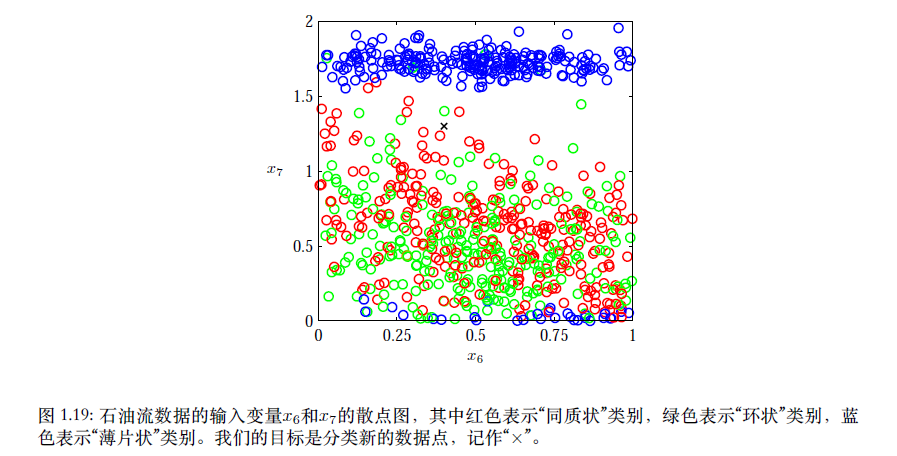 2
1.5
x7
1
0.5
0
0 0.25 0.5 0.75 1
x6
图 1.19: 石油流数据的输入变量x6和x7的散点图，其中红色表示“同质状”类别，绿色表示“环状”类别，蓝
色表示“薄片状”类别。我们的目标是分类新的数据点，记作“×”。